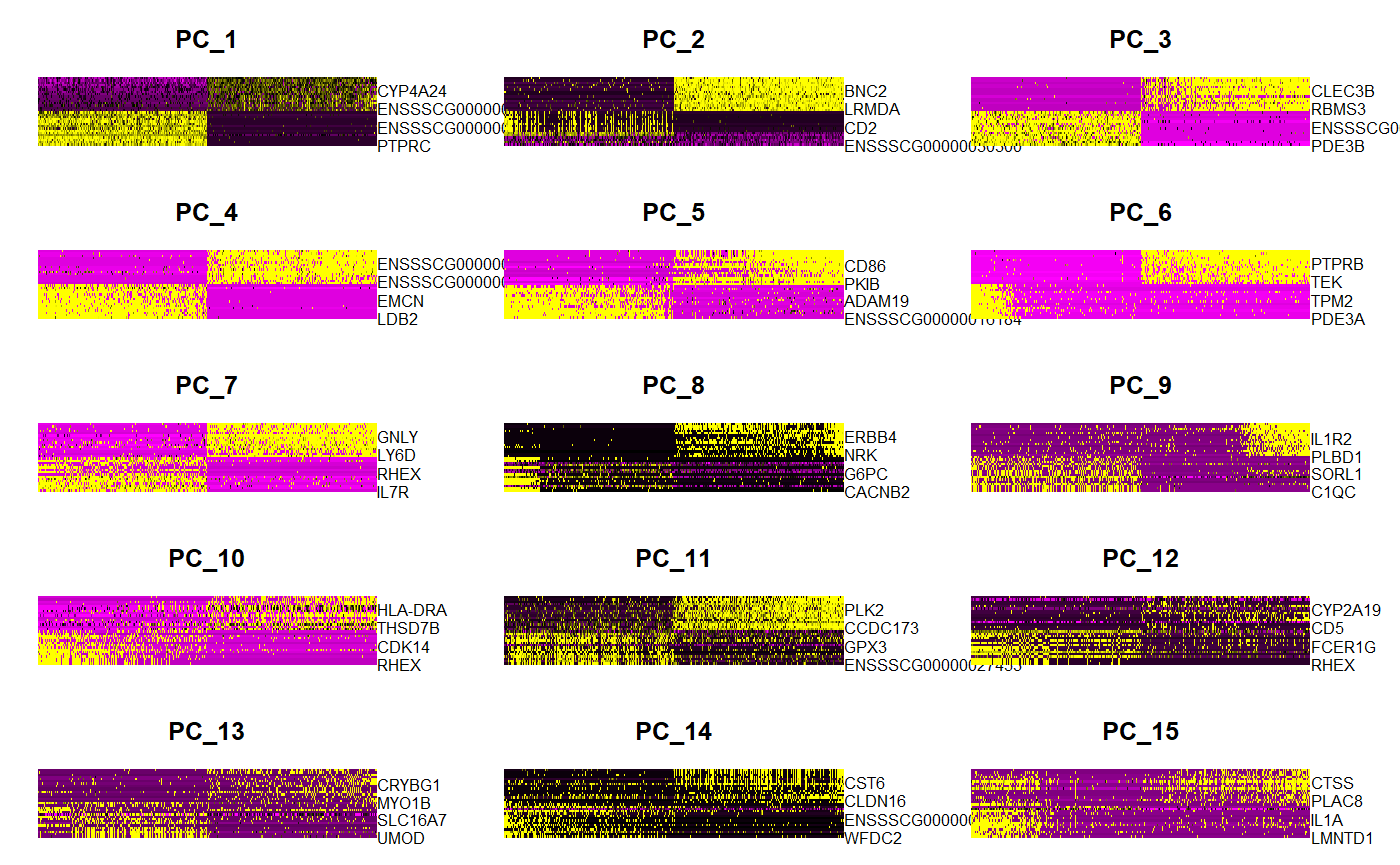 PC_1
CYP4A24
ENSSSCG000000
ENSSSCG000000
PTPRC
PC_2
BNC2
LRMDA
CD2
PC_3
CLEC3B
RBMS3
ENSSSCG00
PDE3B
PC_4
ENSSSCG000000
ENSSSCG000000
EMCN
LDB2
PC_5
CD86
PKIB
ADAM19
PC_6
PTPRB
TEK
TPM2
PDE3A
PC_7
GNLY
LY6D
RHEX
IL7R
PC_8
ERBB4
NRK
G6PC
CACNB2
PC_9
IL1R2
PLBD1
SORL1
C1QC
PC_10
HLA-DRA
THSD7B
CDK14
RHEX
PC_11
PLK2
CCDC173
GPX3
PC_12
CYP2A19
CD5
FCER1G
RHEX
PC_13
CRYBG1
MYO1B
SLC16A7
UMOD
PC_14
CST6
CLDN16
ENSSSCG000000
WFDC2
PC_15
CTSS
PLAC8
IL1A
LMNTD1